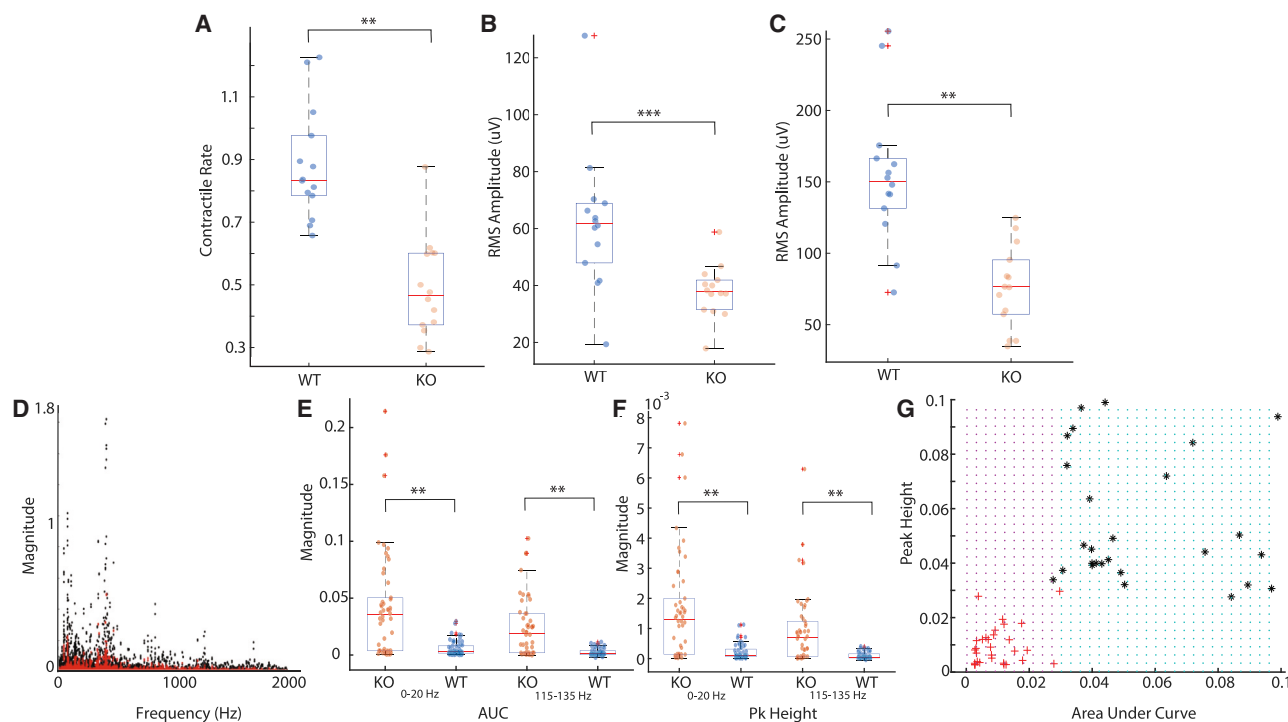 A
**
1.1
0.9
0.7
0.5
0.3
Contractile Rate
WT
KO
B
120
100
80
60
40
20
***
RMS Amplitude (uV)
WT
KO
C
250
200
150
100
50
**
RMS Amplitude (uV)
WT
KO
D
1.8
1
0
Magnitude
0
2000
Frequency (Hz)
E
0.2
0.15
0.1
0.05
0
Magnitude
**
**
KO
0-20 Hz
WT
KO
115-135 Hz
WT
AUC
F
10-3
8
7
6
5
4
3
2
1
0
Magnitude
**
**
KO
0-20 Hz
WT
KO
115-135 Hz
WT
Pk Height
G
0.1
0.08
0.06
0.04
0.02
0
Peak Height
0
0.02
0.04
0.06
0.08
0.1
Area Under Curve